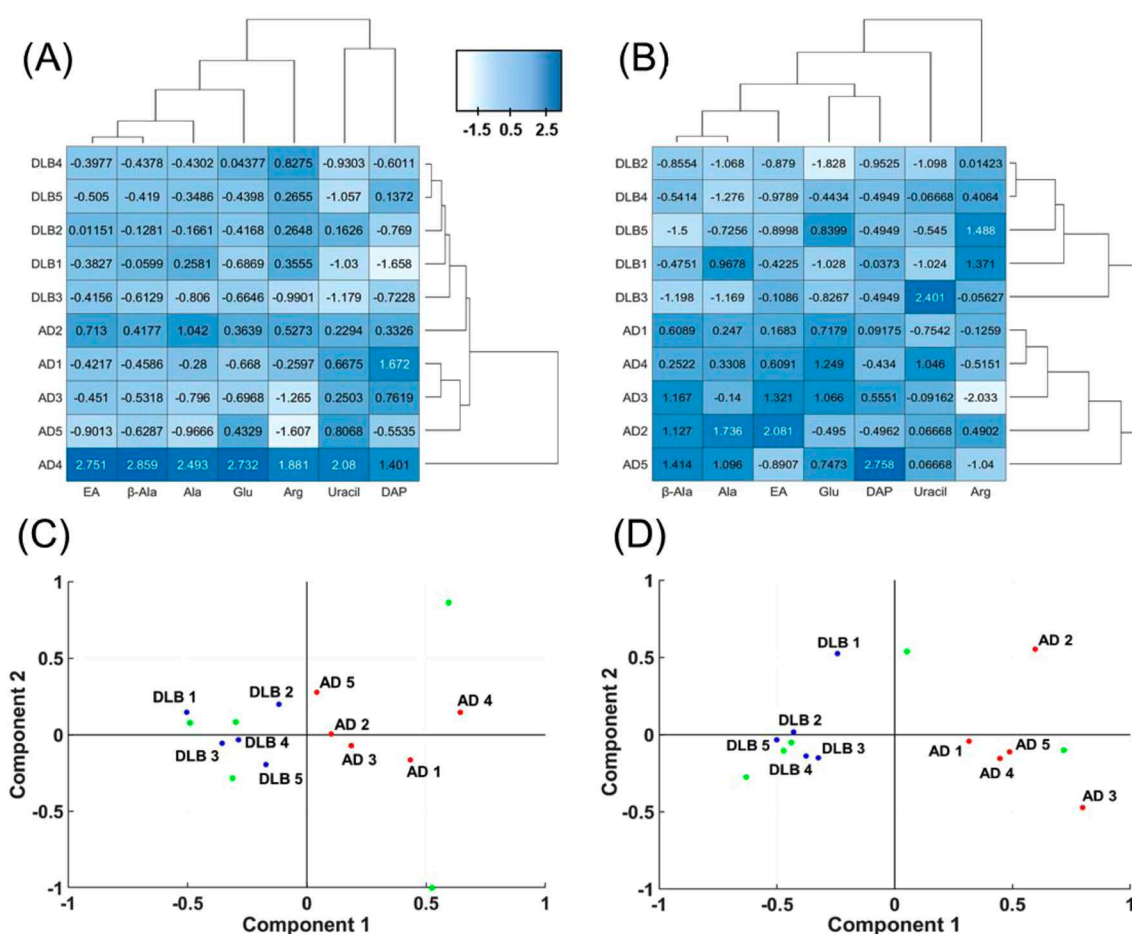 (A)
-1.5 0.5 2.5
(B)
DLB4 -0.3977 -0.4378 -0.4302 0.04377 0.8275 -0.9303 -0.6011
DLB5 -0.505 -0.419 -0.3486 -0.4398 0.2655 -1.057 0.1372
DLB2 0.01151 -0.1281 -0.1661 -0.4168 0.2648 0.1626 -0.769
DLB1 -0.3827 -0.0599 0.2581 -0.6869 0.3555 -1.03 -1.658
DLB3 -0.4156 -0.6129 -0.806 -0.6646 -0.9901 -1.179 -0.7228
AD2 0.713 0.4177 1.042 0.3639 0.5273 0.2294 0.3326
AD1 -0.4217 -0.4586 -0.28 -0.668 -0.2597 0.6675 1.672
AD3 -0.451 -0.5318 -0.796 -0.6968 -1.265 0.2503 0.7619
AD5 -0.9013 -0.6287 -0.9666 0.4329 -1.607 0.8068 -0.5535
AD4 2.751 2.859 2.493 2.732 1.881 2.08 1.401
EA β-Ala Ala Glu Arg Uracil DAP
DLB2 -0.8554 -1.068 -0.879 -1.828 -0.9525 -1.098 0.01423
DLB4 -0.5414 -1.276 -0.9789 -0.4434 -0.4949 -0.06668 0.4064
DLB5 -1.5 -0.7256 -0.8998 0.8399 -0.4949 -0.545 1.488
DLB1 -0.4751 0.9678 -0.4225 -1.028 -0.0373 -1.024 1.371
DLB3 -1.198 -1.169 -0.1086 -0.8267 -0.4949 2.401 -0.05627
AD1 0.6089 0.247 0.1683 0.7179 0.09175 -0.7542 -0.1259
AD4 0.2522 0.3308 0.6091 1.249 -0.434 1.046 -0.5151
AD3 1.167 -0.14 1.321 1.066 0.5551 -0.09162 -2.033
AD2 1.127 1.736 2.081 -0.495 -0.4962 0.06668 0.4902
AD5 1.414 1.096 -0.8907 0.7473 2.758 0.06668 -1.04
β-Ala Ala EA Glu DAP Uracil Arg
(C)
1
0.5
0
-0.5
-1
Component 2
DLB 1
DLB 2
AD 5
AD 4
AD 2
DLB 3
DLB 4
AD 3
AD 1
DLB 5
-1 -0.5 0 0.5 1
Component 1
(D)
1
0.5
0
-0.5
-1
Component 2
DLB 1
AD 2
DLB 2
DLB 5
DLB 3
DLB 4
AD 1
AD 5
AD 4
AD 3
-1 -0.5 0 0.5 1
Component 1